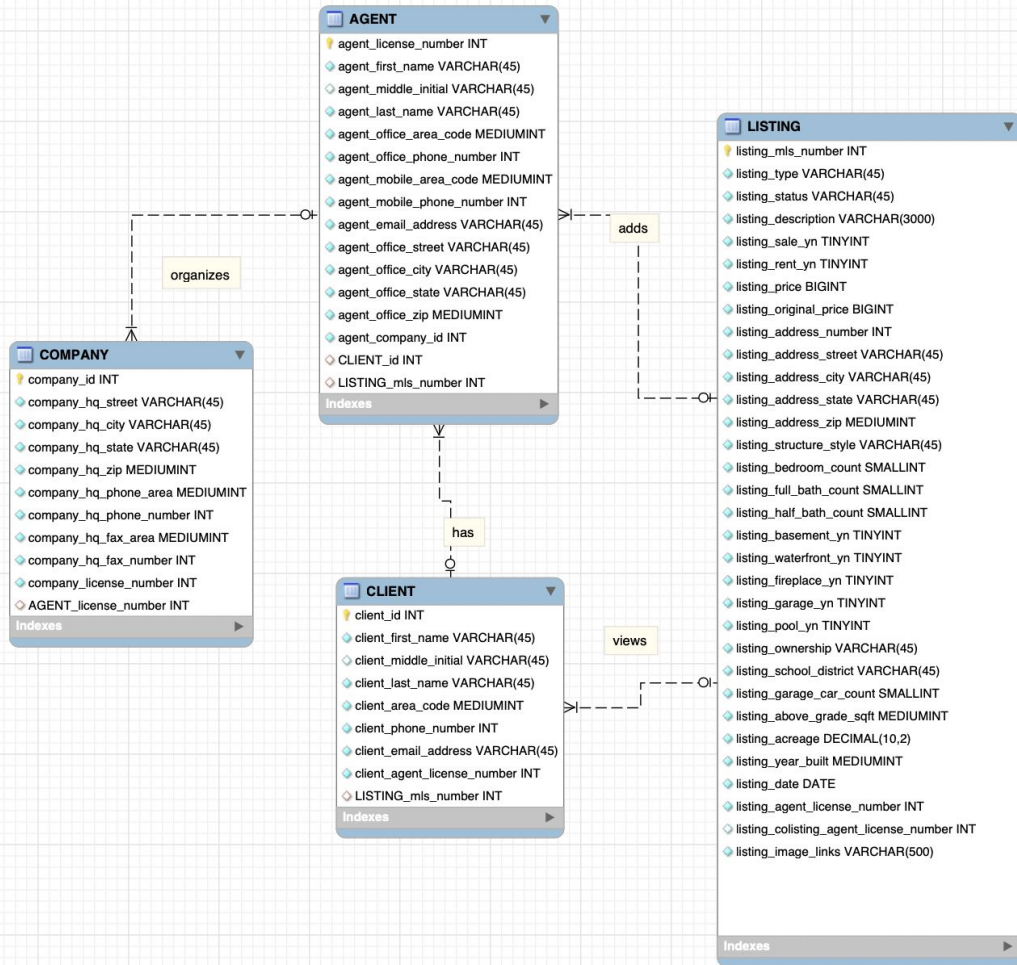 AGENT
agent_license_number INT
agent_first_name VARCHAR(45)
agent_middle_initial VARCHAR(45)
agent_last_name VARCHAR(45)
agent_office_area_code MEDIUMINT
agent_office_phone_number INT
agent_mobile_area_code MEDIUMINT
agent_mobile_phone_number INT
agent_email_address VARCHAR(45)
agent_office_street VARCHAR(45)
agent_office_city VARCHAR(45)
agent_office_state VARCHAR(45)
agent_office_zip MEDIUMINT
agent_company_id INT
CLIENT_id INT
LISTING_mls_number INT
Indexes
organizes
adds
COMPANY
company_id INT
company_hq_street VARCHAR(45)
company_hq_city VARCHAR(45)
company_hq_state VARCHAR(45)
company_hq_zip MEDIUMINT
company_hq_phone_area MEDIUMINT
company_hq_phone_number INT
company_hq_fax_area MEDIUMINT
company_hq_fax_number INT
company_license_number INT
AGENT_license_number INT
Indexes
has
CLIENT
client_id INT
client_first_name VARCHAR(45)
client_middle_initial VARCHAR(45)
client_last_name VARCHAR(45)
client_area_code MEDIUMINT
client_phone_number INT
client_email_address VARCHAR(45)
client_agent_license_number INT
LISTING_mls_number INT
Indexes
views
LISTING
listing_mls_number INT
listing_type VARCHAR(45)
listing_status VARCHAR(45)
listing_description VARCHAR(3000)
listing_sale_yn TINYINT
listing_rent_yn TINYINT
listing_price BIGINT
listing_original_price BIGINT
listing_address_number INT
listing_address_street VARCHAR(45)
listing_address_city VARCHAR(45)
listing_address_state VARCHAR(45)
listing_address_zip MEDIUMINT
listing_structure_style VARCHAR(45)
listing_bedroom_count SMALLINT
listing_full_bath_count SMALLINT
listing_half_bath_count SMALLINT
listing_basement_yn TINYINT
listing_waterfront_yn TINYINT
listing_fireplace_yn TINYINT
listing_garage_yn TINYINT
listing_pool_yn TINYINT
listing_ownership VARCHAR(45)
listing_school_district VARCHAR(45)
listing_garage_car_count SMALLINT
listing_above_grade_sqft MEDIUMINT
listing_acreage DECIMAL(10,2)
listing_year_built MEDIUMINT
listing_date DATE
listing_agent_license_number INT
listing_colisting_agent_license_number INT
listing_image_links VARCHAR(500)
Indexes